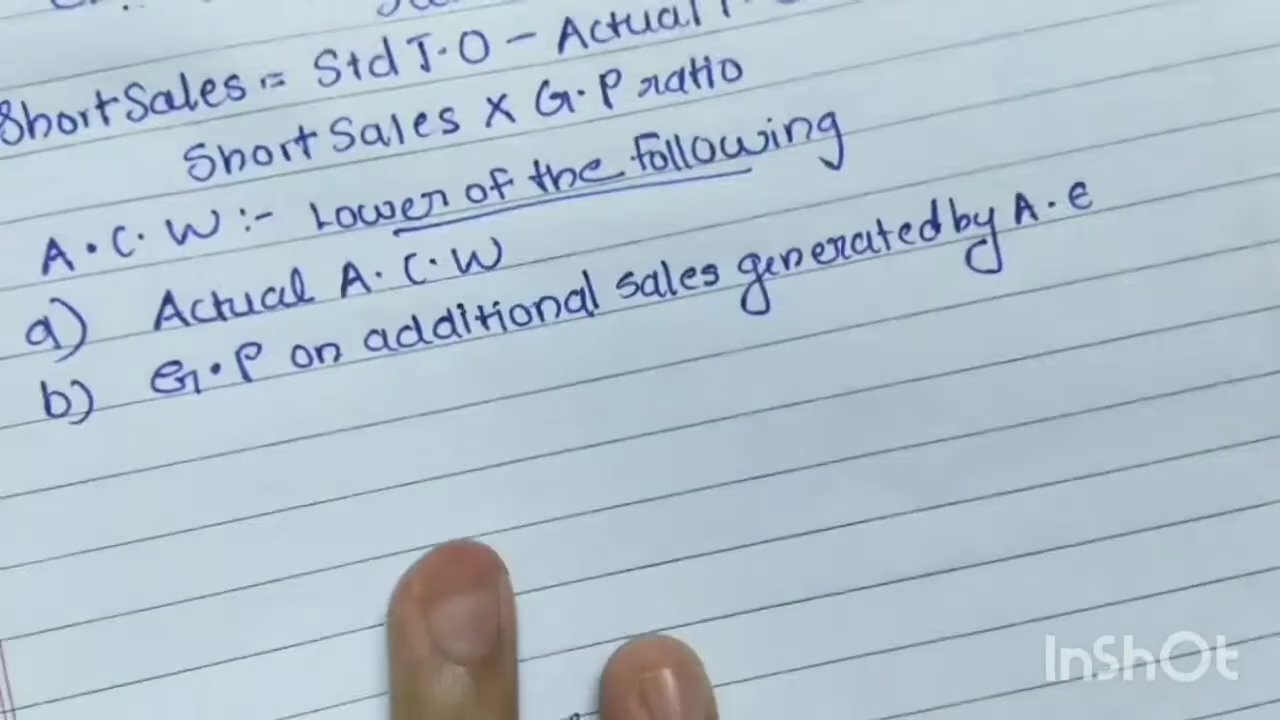 Short Sales = Std T.O - Actual
Short Sales X G.P ratio
A.C.W :- Lower of the following
a) Actual A.C.W
b) G.P on additional sales generated by A.E
InShOt